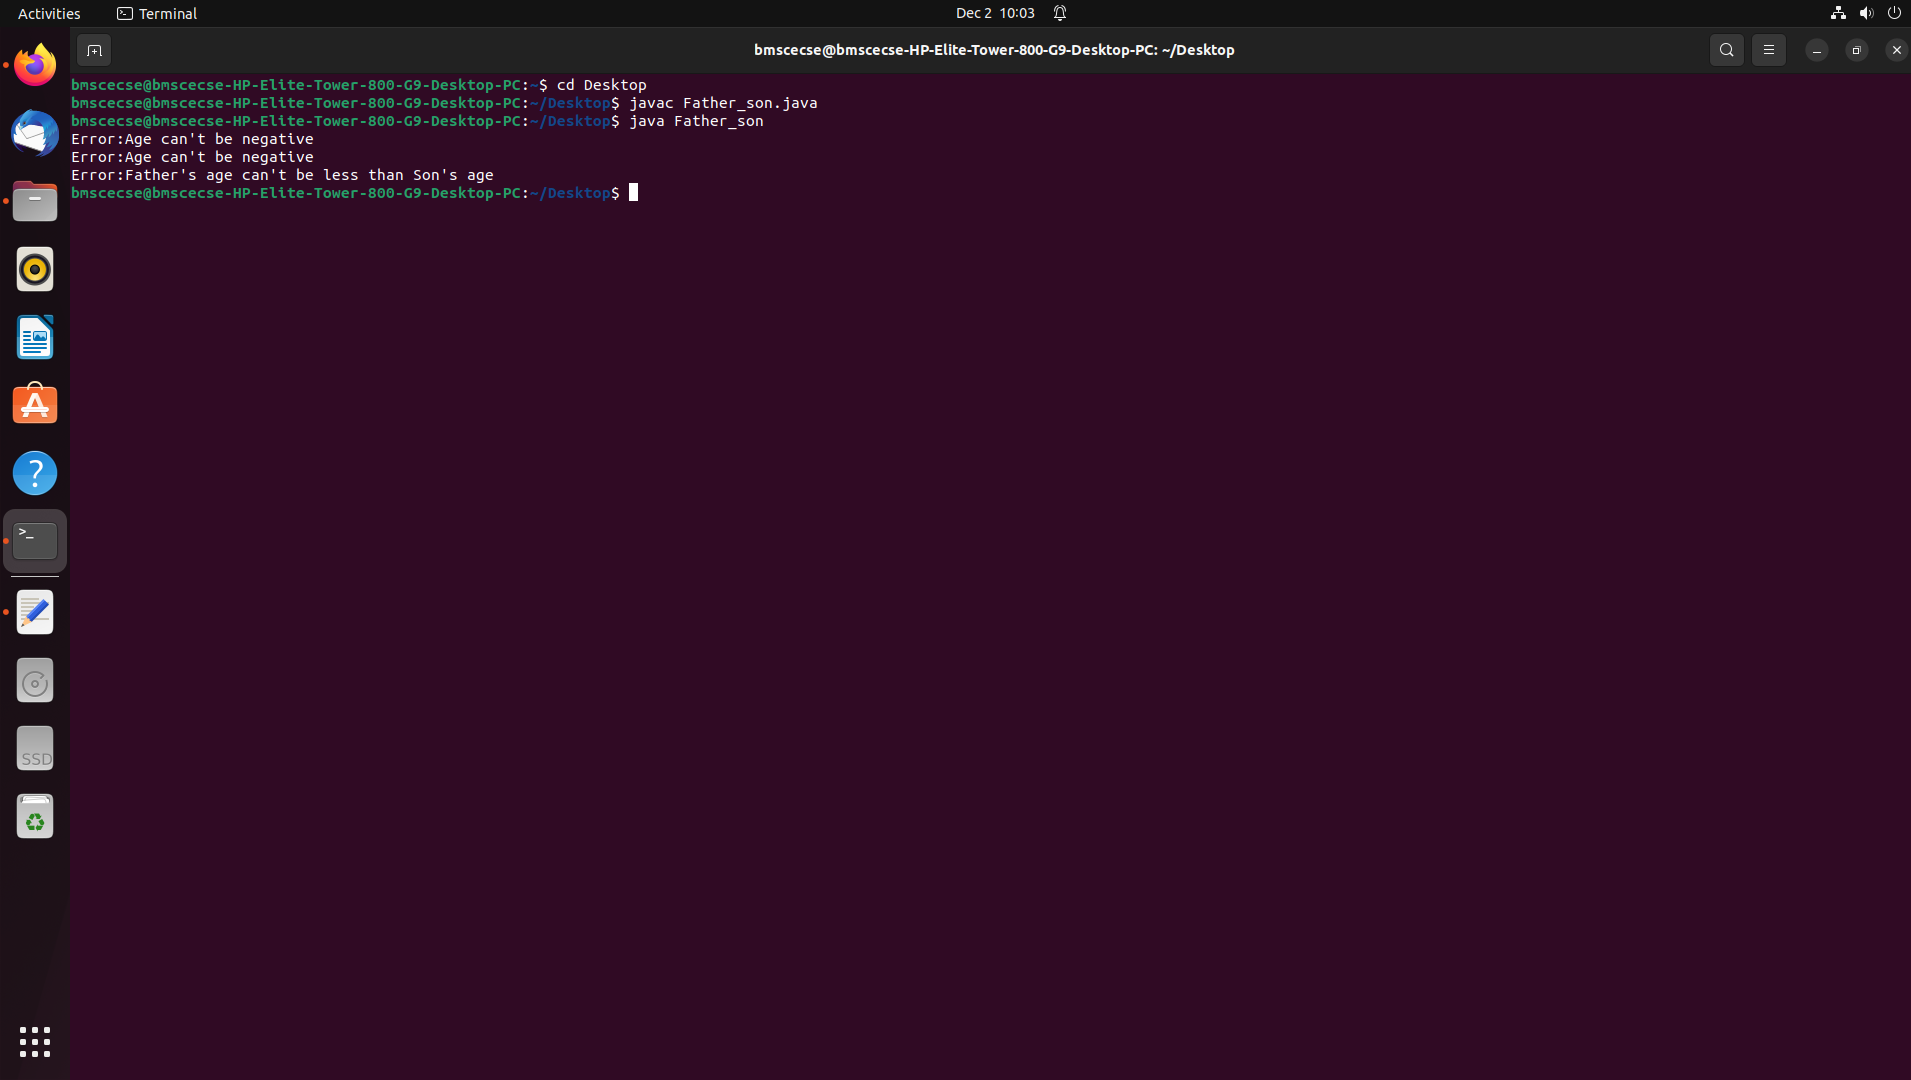 Activities
Terminal
Dec 2 10:03
bmscecse@bmscecse-HP-Elite-Tower-800-G9-Desktop-PC: ~/Desktop
bmscecse@bmscecse-HP-Elite-Tower-800-G9-Desktop-PC:~$ cd Desktop
bmscecse@bmscecse-HP-Elite-Tower-800-G9-Desktop-PC:~/Desktop$ javac Father_son.java
bmscecse@bmscecse-HP-Elite-Tower-800-G9-Desktop-PC:~/Desktop$ java Father_son
Error:Age can't be negative
Error:Age can't be negative
Error:Father's age can't be less than Son's age
bmscecse@bmscecse-HP-Elite-Tower-800-G9-Desktop-PC:~/Desktop$
?
>_
SSD